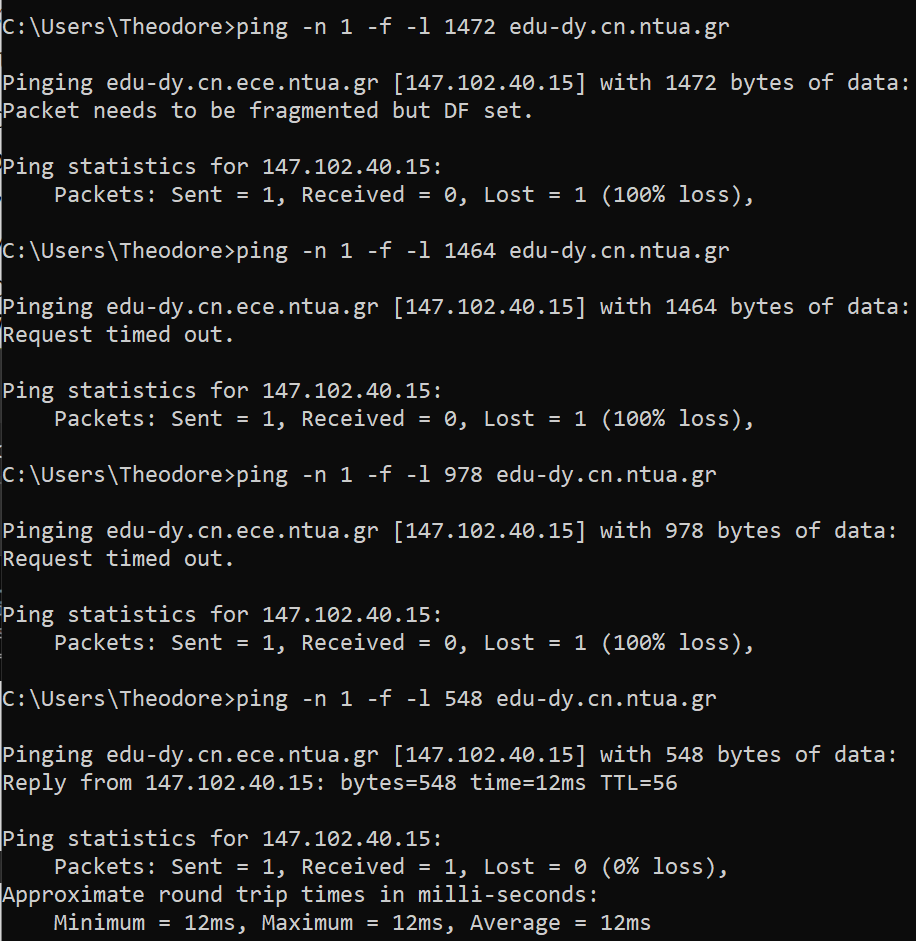 C:\Users\Theodore>ping -n 1 -f -l 1472 edu-dy.cn.ntua.gr
Pinging edu-dy.cn.ece.ntua.gr [147.102.40.15] with 1472 bytes of data:
Packet needs to be fragmented but DF set.
Ping statistics for 147.102.40.15:
    Packets: Sent = 1, Received = 0, Lost = 1 (100% loss),
C:\Users\Theodore>ping -n 1 -f -l 1464 edu-dy.cn.ntua.gr
Pinging edu-dy.cn.ece.ntua.gr [147.102.40.15] with 1464 bytes of data:
Request timed out.
Ping statistics for 147.102.40.15:
    Packets: Sent = 1, Received = 0, Lost = 1 (100% loss),
C:\Users\Theodore>ping -n 1 -f -l 978 edu-dy.cn.ntua.gr
Pinging edu-dy.cn.ece.ntua.gr [147.102.40.15] with 978 bytes of data:
Request timed out.
Ping statistics for 147.102.40.15:
    Packets: Sent = 1, Received = 0, Lost = 1 (100% loss),
C:\Users\Theodore>ping -n 1 -f -l 548 edu-dy.cn.ntua.gr
Pinging edu-dy.cn.ece.ntua.gr [147.102.40.15] with 548 bytes of data:
Reply from 147.102.40.15: bytes=548 time=12ms TTL=56
Ping statistics for 147.102.40.15:
    Packets: Sent = 1, Received = 1, Lost = 0 (0% loss),
Approximate round trip times in milli-seconds:
    Minimum = 12ms, Maximum = 12ms, Average = 12ms